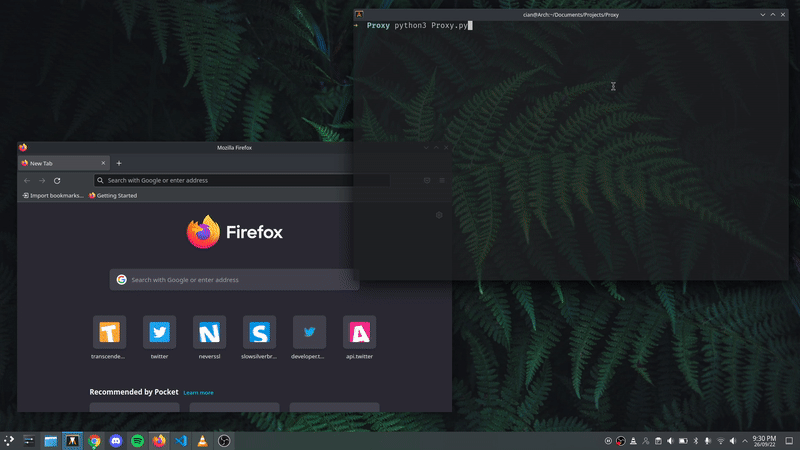 cian@Arch:~/Documents/Projects/Proxy
→ Proxy python3 Proxy.py
Mozilla Firefox
New Tab
Search with Google or enter address
Import bookmarks...
Getting Started
Firefox
Search with Google or enter address
transcende...
twitter
neverssl
slowsilverbr...
developer.t...
api.twitter
Recommended by Pocket
Learn more
9:30 PM
26/09/22